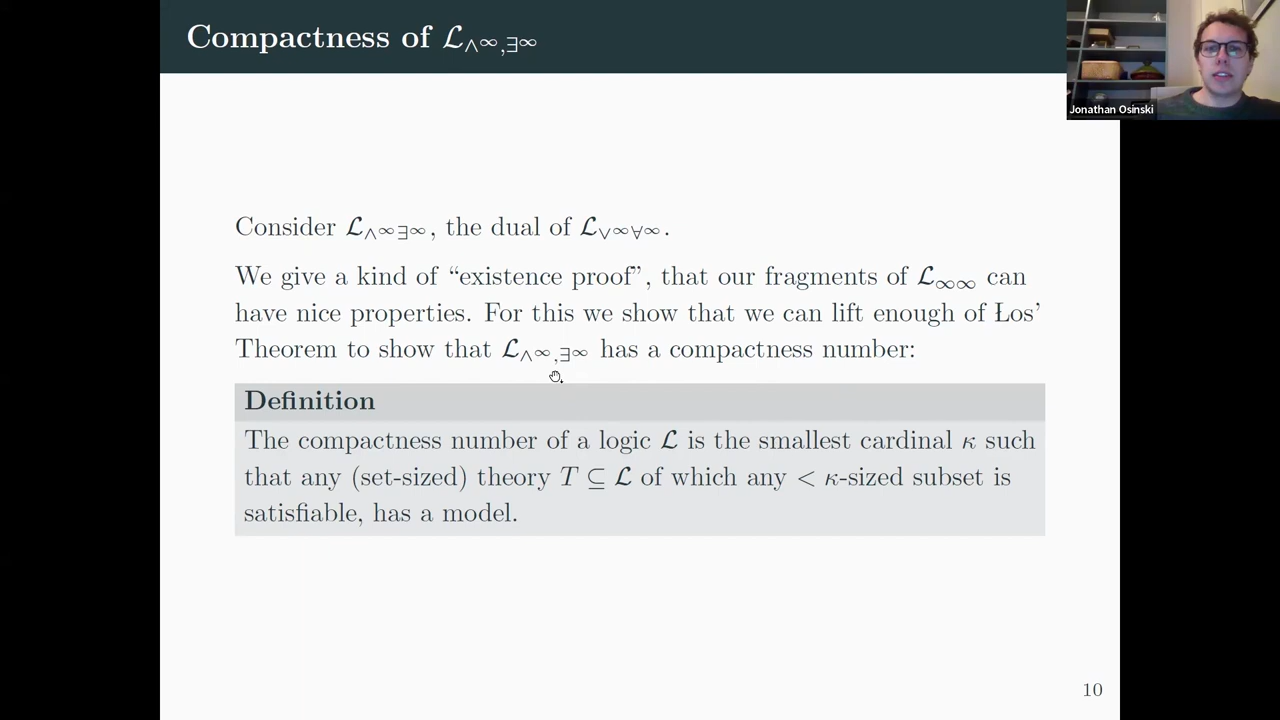 Compactness of ℒ∧∞,∃∞
Jonathan Osinski
Consider ℒ∧∞∃∞, the dual of ℒ∨∞∀∞.
We give a kind of “existence proof”, that our fragments of ℒ∞∞ can
have nice properties. For this we show that we can lift enough of Łos’
Theorem to show that ℒ∧∞,∃∞ has a compactness number:
Definition
The compactness number of a logic ℒ is the smallest cardinal κ such
that any (set-sized) theory T ⊆ ℒ of which any < κ-sized subset is
satisfiable, has a model.
10